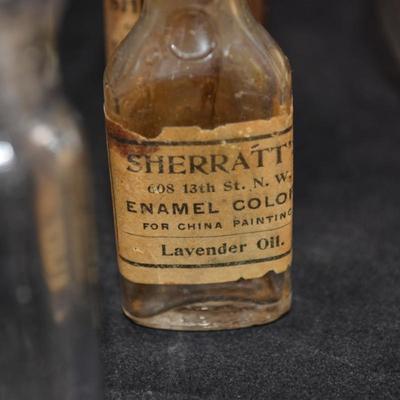 SHERRATT'
608 13th St. N. W.
ENAMEL COLOR
FOR CHINA PAINTING
Lavender Oil.